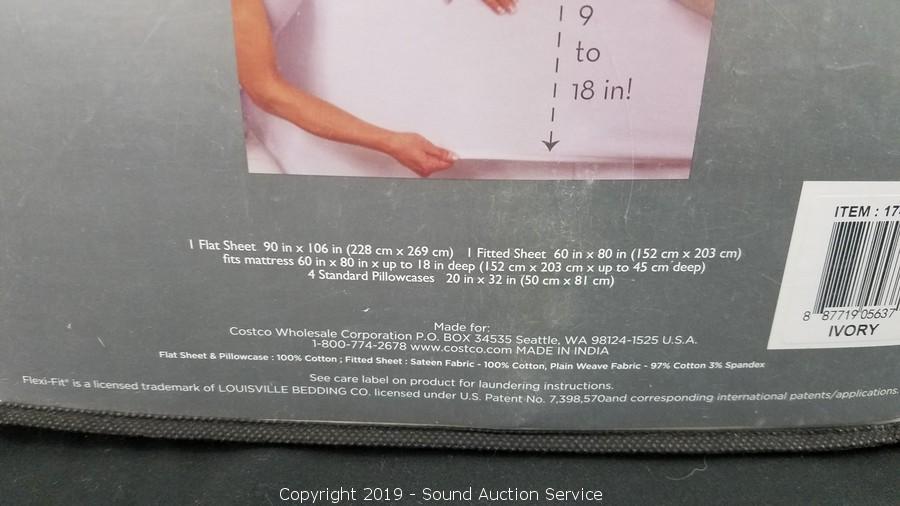 9
to
18 in!
ITEM : 17
1 Flat Sheet 90 in x 106 in (228 cm x 269 cm) 1 Fitted Sheet 60 in x 80 in (152 cm x 203 cm)
fits mattress 60 in x 80 in x up to 18 in deep (152 cm x 203 cm x up to 45 cm deep)
4 Standard Pillowcases 20 in x 32 in (50 cm x 81 cm)
8 87719 05637
IVORY
Made for:
Costco Wholesale Corporation P.O. BOX 34535 Seattle, WA 98124-1525 U.S.A.
1-800-774-2678 www.costco.com MADE IN INDIA
Flat Sheet & Pillowcase : 100% Cotton ; Fitted Sheet : Sateen Fabric - 100% Cotton, Plain Weave Fabric - 97% Cotton 3% Spandex
See care label on product for laundering instructions.
Flexi-Fit® is a licensed trademark of LOUISVILLE BEDDING CO. licensed under U.S. Patent No. 7,398,570and corresponding international patents/applications.
Copyright 2019 - Sound Auction Service